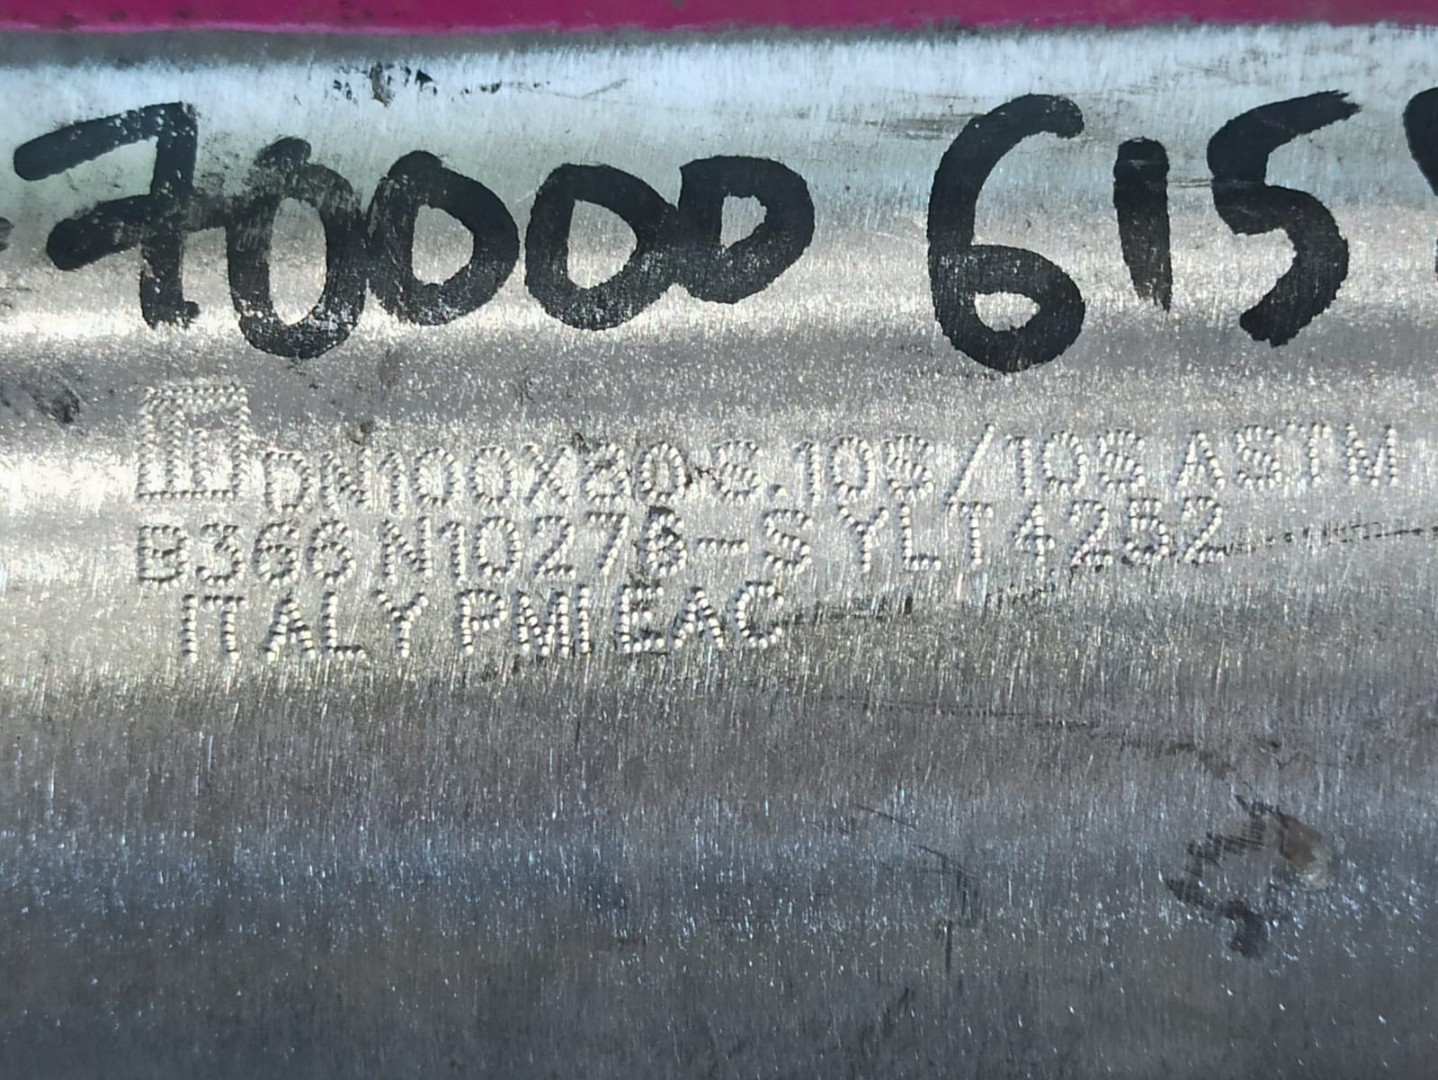 70000 615
DN100X80-S.10S/10S ASTM
B366 N10276-S YLT4252
ITALY PMI EAC